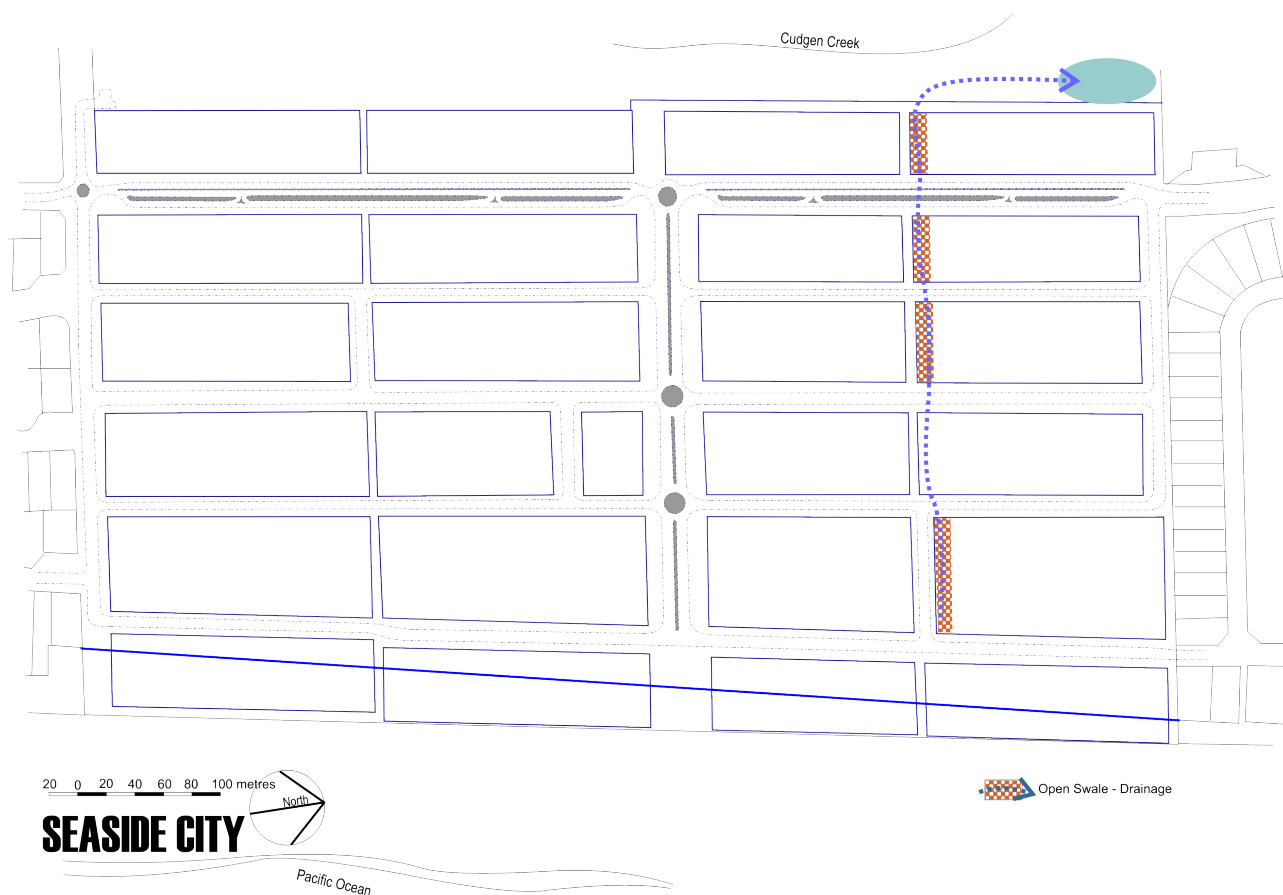 Cudgen Creek
20 0 20 40 60 80 100 metres
North
SEASIDE CITY
Open Swale - Drainage
Pacific Ocean